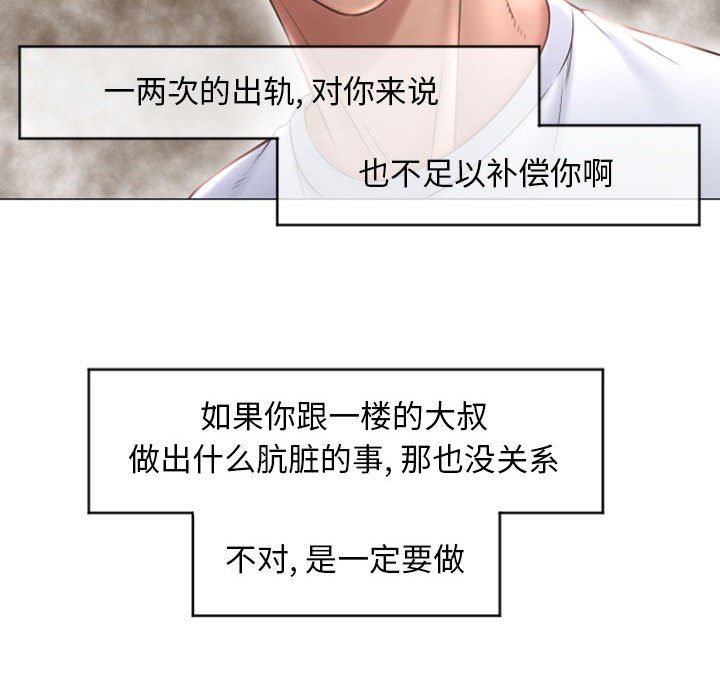 一两次的出轨, 对你来说
也不足以补偿你啊
如果你跟一楼的大叔
做出什么肮脏的事, 那也没关系
不对, 是一定要做